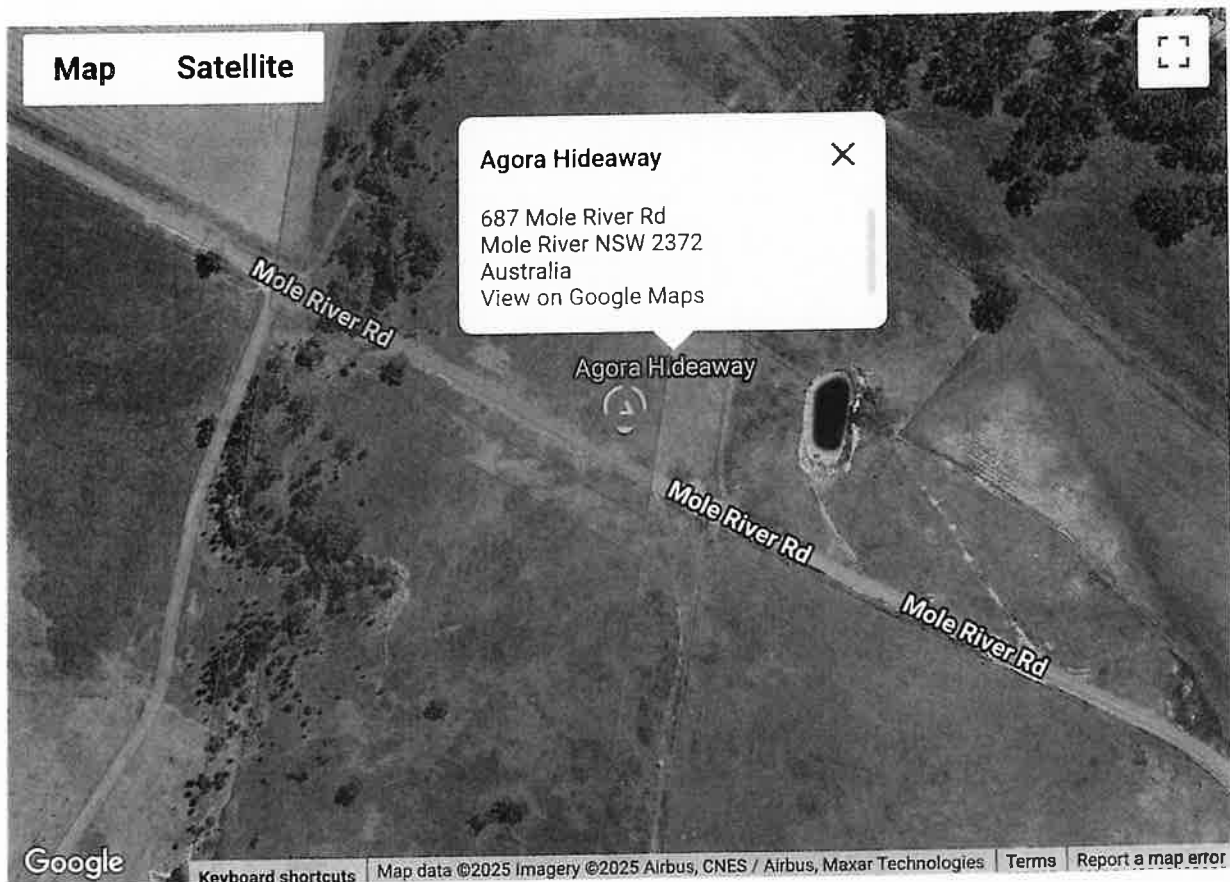 Map Satellite
Agora Hideaway
687 Mole River Rd
Mole River NSW 2372
Australia
View on Google Maps
Mole River Rd
Agora Hideaway
Mole River Rd
Mole River Rd
Google
Keyboard shortcuts
Map data ©2025 Imagery ©2025 Airbus, CNES / Airbus, Maxar Technologies
Terms
Report a map error